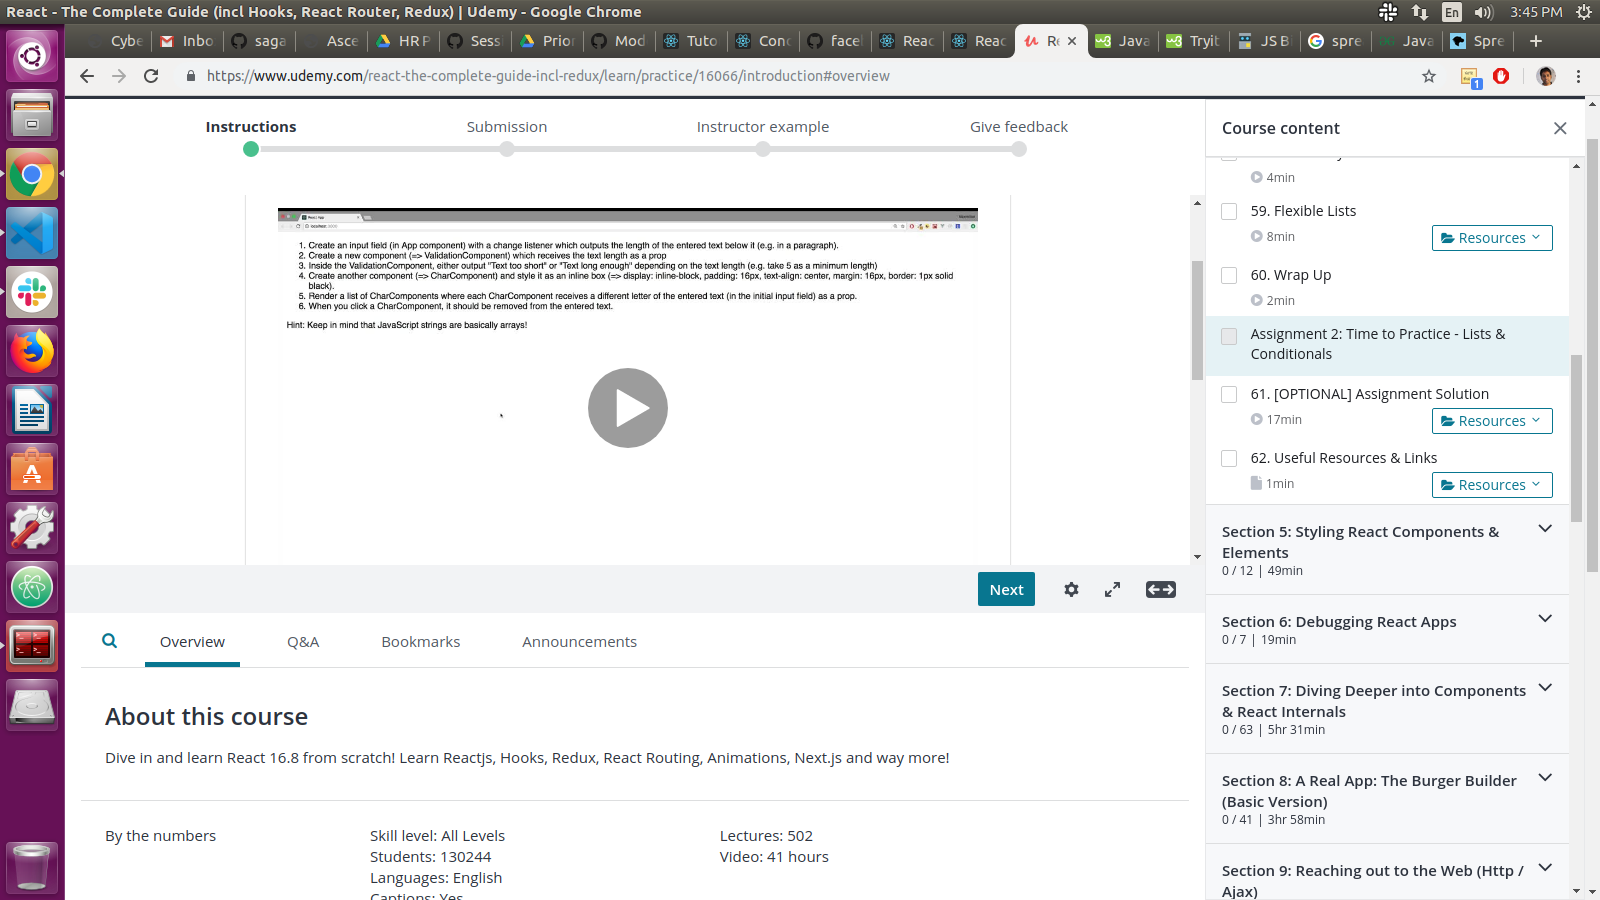 React - The Complete Guide (incl Hooks, React Router, Redux) | Udemy - Google Chrome
En
3:45 PM
Cybe
Inbo
saga
Asce
HR P
Sessi
Prior
Mod
Tuto
Conc
facel
Reac
Reac
Re
Java
Tryit
JS Bi
spre
Java
Spre
https://www.udemy.com/react-the-complete-guide-incl-redux/learn/practice/16066/introduction#overview
1
Instructions
Submission
Instructor example
Give feedback
React App
localhost:3000
1. Create an input field (in App component) with a change listener which outputs the length of the entered text below it (e.g. in a paragraph).
2. Create a new component (=> ValidationComponent) which receives the text length as a prop
3. Inside the ValidationComponent, either output "Text too short" or "Text long enough" depending on the text length (e.g. take 5 as a minimum length)
4. Create another component (=> CharComponent) and style it as an inline box (=> display: inline-block, padding: 16px, text-align: center, margin: 16px, border: 1px solid
black).
5. Render a list of CharComponents where each CharComponent receives a different letter of the entered text (in the initial input field) as a prop.
6. When you click a CharComponent, it should be removed from the entered text.
Hint: Keep in mind that JavaScript strings are basically arrays!
Next
Overview
Q&A
Bookmarks
Announcements
About this course
Dive in and learn React 16.8 from scratch! Learn Reactjs, Hooks, Redux, React Routing, Animations, Next.js and way more!
By the numbers
Skill level: All Levels
Students: 130244
Languages: English
Captions: Yes
Lectures: 502
Video: 41 hours
Course content
4min
59. Flexible Lists
8min
Resources
60. Wrap Up
2min
Assignment 2: Time to Practice - Lists &
Conditionals
61. [OPTIONAL] Assignment Solution
17min
Resources
62. Useful Resources & Links
1min
Resources
Section 5: Styling React Components &
Elements
0 / 12 | 49min
Section 6: Debugging React Apps
0 / 7 | 19min
Section 7: Diving Deeper into Components
& React Internals
0 / 63 | 5hr 31min
Section 8: A Real App: The Burger Builder
(Basic Version)
0 / 41 | 3hr 58min
Section 9: Reaching out to the Web (Http /
Ajax)